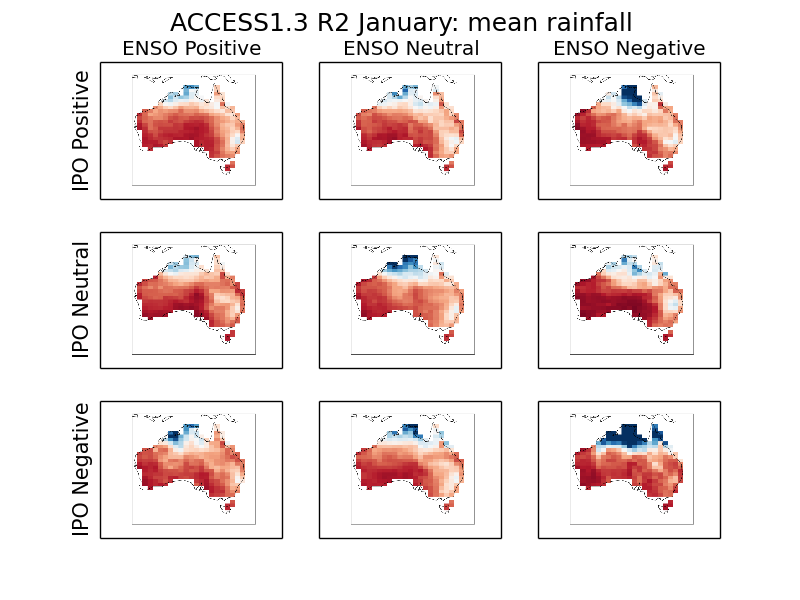 ACCESS1.3 R2 January: mean rainfall
ENSO Positive
ENSO Neutral
ENSO Negative
IPO Positive
IPO Neutral
IPO Negative